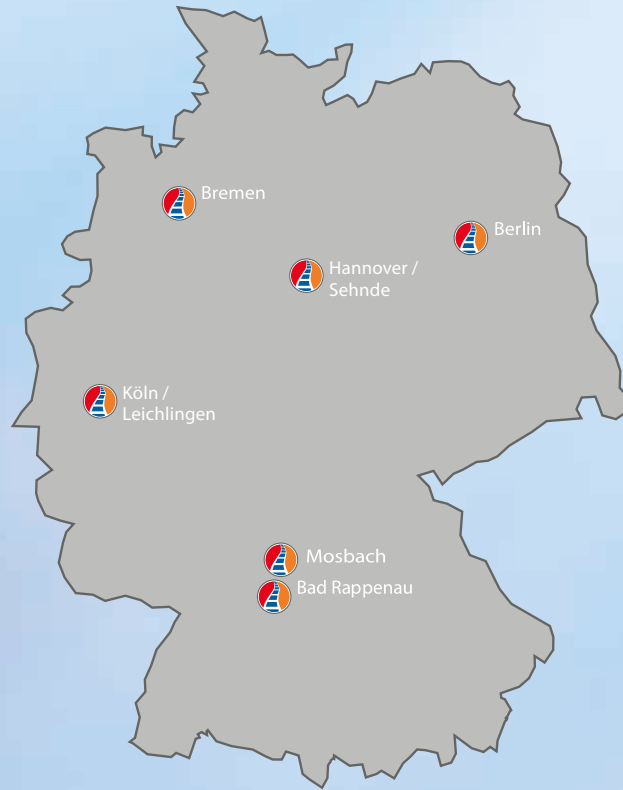 Bremen
Berlin
Hannover /
Sehnde
Köln /
Leichlingen
Mosbach
Bad Rappenau